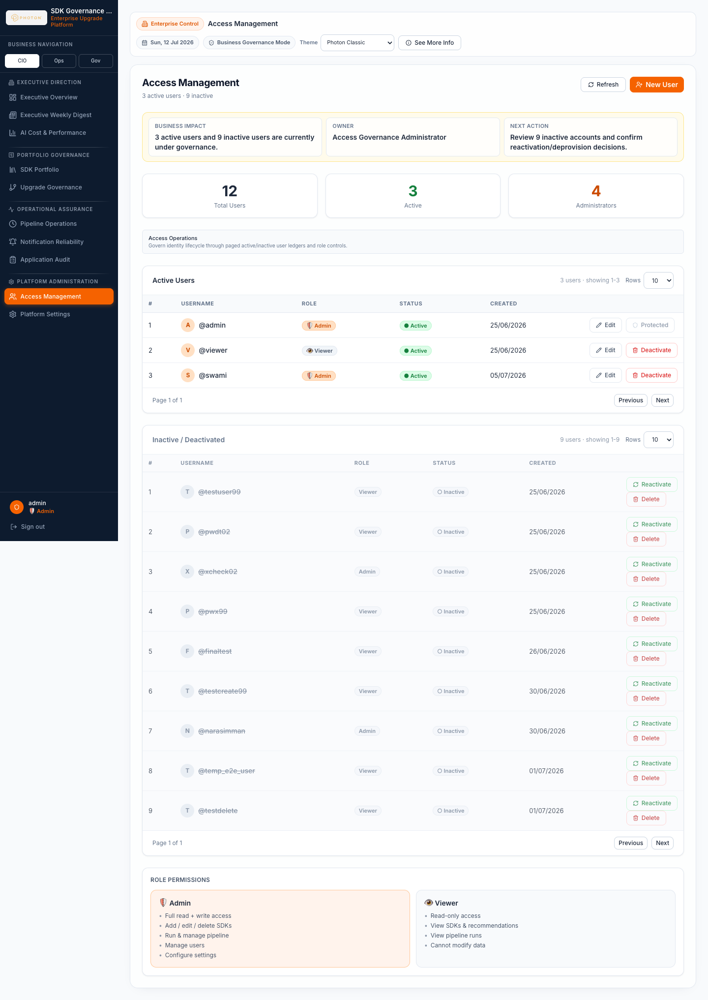 PHOTON
SDK Governance ...
Enterprise Upgrade
Platform
BUSINESS NAVIGATION
CIO
Ops
Gov
EXECUTIVE DIRECTION
Executive Overview
Executive Weekly Digest
AI Cost & Performance
PORTFOLIO GOVERNANCE
SDK Portfolio
Upgrade Governance
OPERATIONAL ASSURANCE
Pipeline Operations
Notification Reliability
Application Audit
PLATFORM ADMINISTRATION
Access Management
Platform Settings
admin
Admin
Sign out
Enterprise Control
Access Management
Sun, 12 Jul 2026
Business Governance Mode
Theme
Photon Classic
See More Info
Access Management
3 active users · 9 inactive
Refresh
New User
BUSINESS IMPACT
3 active users and 9 inactive users are currently
under governance.
OWNER
Access Governance Administrator
NEXT ACTION
Review 9 inactive accounts and confirm
reactivation/deprovision decisions.
12
Total Users
3
Active
4
Administrators
Access Operations
Govern identity lifecycle through paged active/inactive user ledgers and role controls.
Active Users
3 users · showing 1-3 Rows 10
# USERNAME ROLE STATUS CREATED
1 A @admin Admin Active 25/06/2026 Edit Protected
2 V @viewer Viewer Active 25/06/2026 Edit Deactivate
3 S @swami Admin Active 05/07/2026 Edit Deactivate
Page 1 of 1
Previous Next
Inactive / Deactivated
9 users · showing 1-9 Rows 10
# USERNAME ROLE STATUS CREATED
1 T @testuser99 Viewer Inactive 25/06/2026 Reactivate
Delete
2 P @pwdt02 Viewer Inactive 25/06/2026 Reactivate
Delete
3 X @xcheck02 Admin Inactive 25/06/2026 Reactivate
Delete
4 P @pwx99 Viewer Inactive 25/06/2026 Reactivate
Delete
5 F @finaltest Viewer Inactive 26/06/2026 Reactivate
Delete
6 T @testcreate99 Viewer Inactive 30/06/2026 Reactivate
Delete
7 N @narasimman Admin Inactive 30/06/2026 Reactivate
Delete
8 T @temp_e2e_user Viewer Inactive 01/07/2026 Reactivate
Delete
9 T @testdelete Viewer Inactive 01/07/2026 Reactivate
Delete
Page 1 of 1
Previous Next
ROLE PERMISSIONS
Admin
• Full read + write access
• Add / edit / delete SDKs
• Run & manage pipeline
• Manage users
• Configure settings
Viewer
• Read-only access
• View SDKs & recommendations
• View pipeline runs
• Cannot modify data